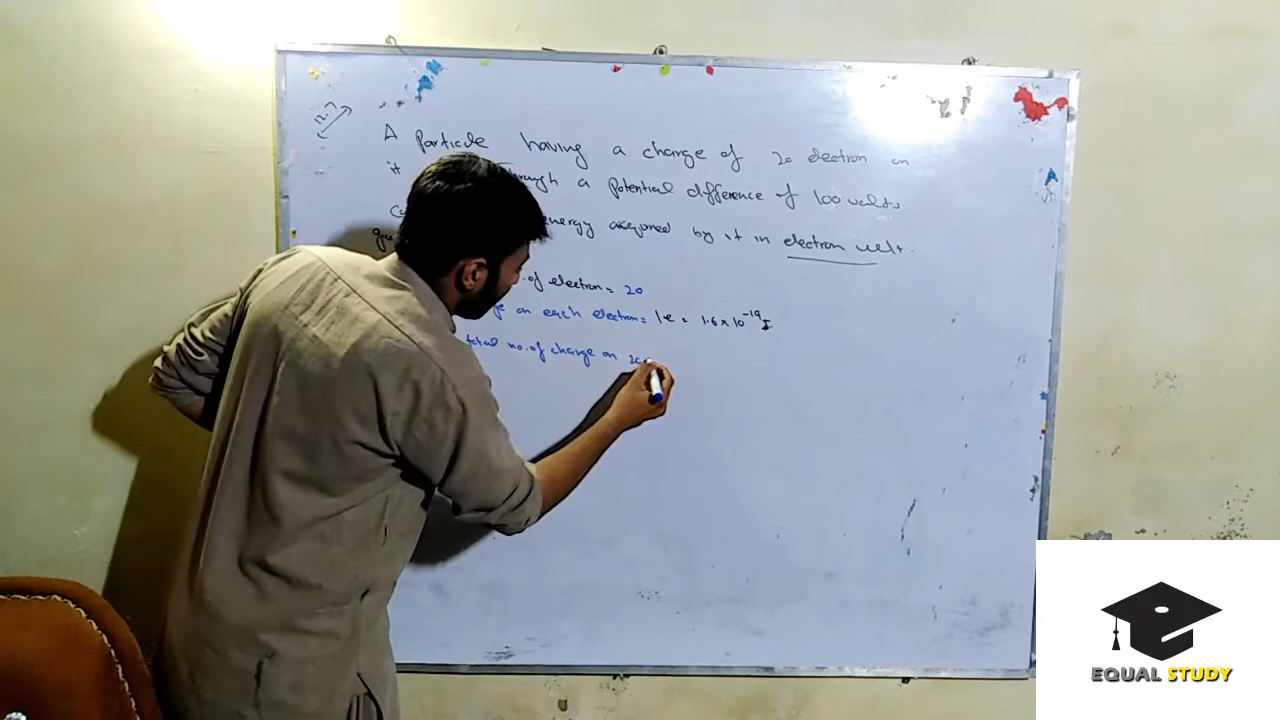 A Particle having a charge of 20 electron on
it through a Potential difference of 100 volts
energy acquired by it in electron volt.
of electron = 20
on each electron = 1e = 1.6 x 10^-19 J.
total no. of charge on 20
EQUAL STUDY